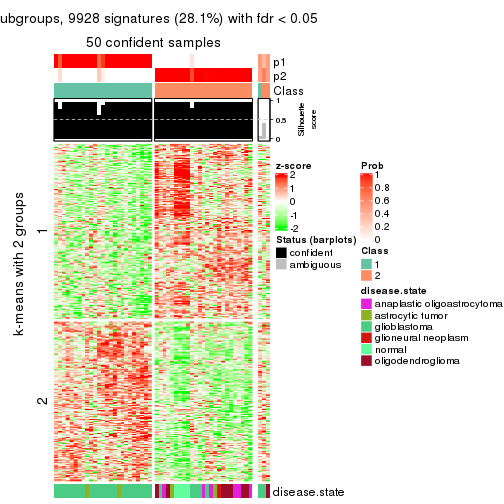 ubgroups, 9928 signatures (28.1%) with fdr < 0.05
50 confident samples
p1
p2
Class
1
0.5
0
Silhouette
score
k-means with 2 groups
1
2
z-score
2
1
0
-1
-2
Status (barplots)
confident
ambiguous
Prob
1
0.8
0.6
0.4
0.2
0
Class
1
2
disease.state
anaplastic oligoastrocytoma
astrocytic tumor
glioblastoma
glioneural neoplasm
normal
oligodendroglioma
disease.state